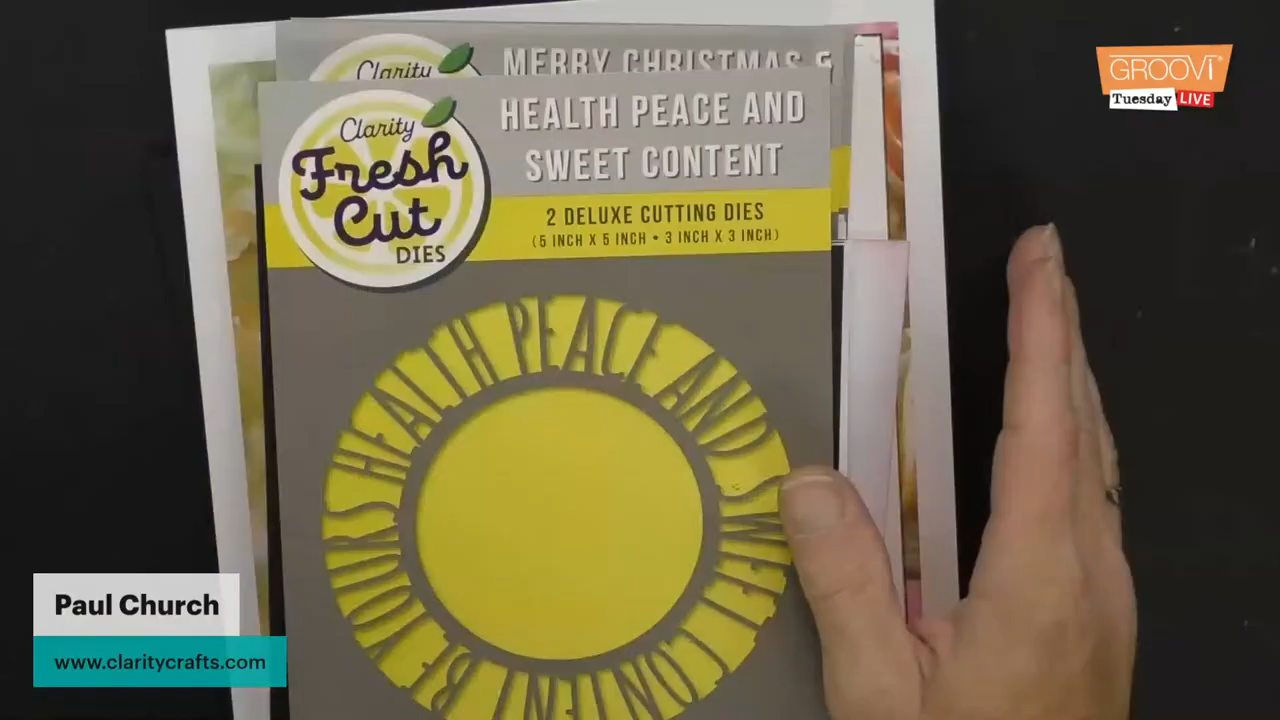 Clarity
MERRY CHRISTMAS &
Clarity
Fresh
Cut
DIES
HEALTH PEACE AND
SWEET CONTENT
2 DELUXE CUTTING DIES
(5 INCH X 5 INCH • 3 INCH X 3 INCH)
HEALTH PEACE AND SWEET CONTENT BE YOURS
GROOVI®
Tuesday LIVE
Paul Church
www.claritycrafts.com